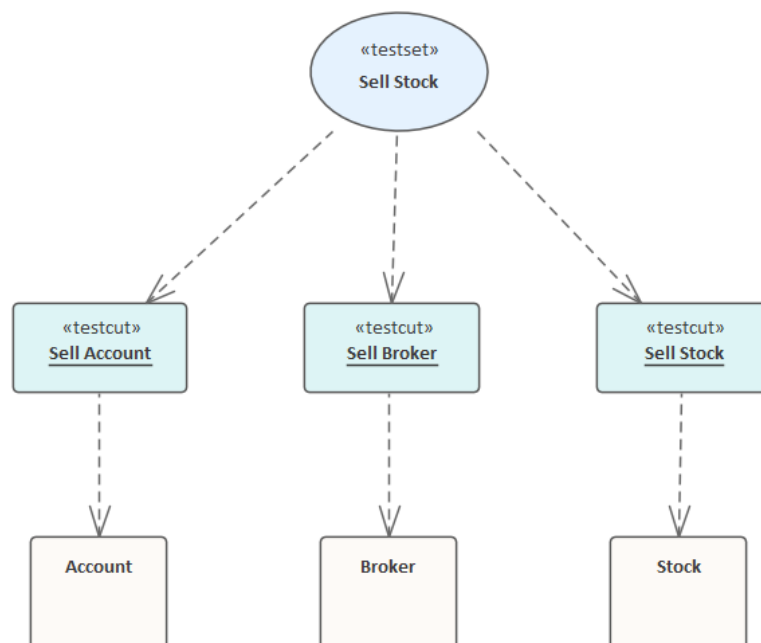 «testset»
Sell Stock
«testcut»
Sell Account
«testcut»
Sell Broker
«testcut»
Sell Stock
Account
Broker
Stock